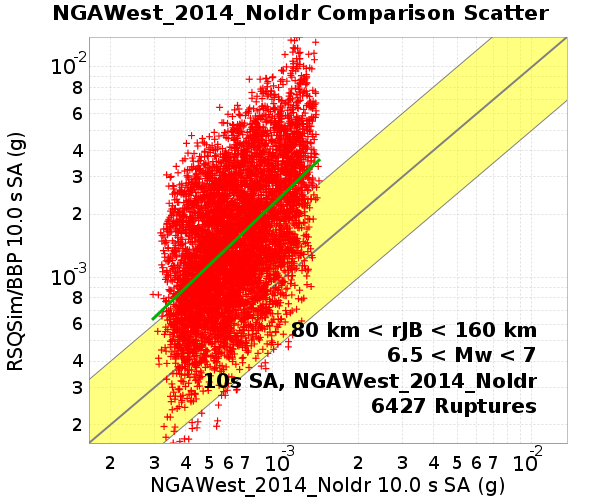 NGAWest_2014_NoIdr Comparison Scatter
RSQSim/BBP 10.0 s SA (g)
10-2
8
6
4
3
2
10-3
8
6
4
3
2
80 km < rJB < 160 km
6.5 < Mw < 7
10s SA, NGAWest_2014_NoIdr
6427 Ruptures
2 3 4 5 6 7 10-3 2 3 4 5 6 7 10-2
NGAWest_2014_NoIdr 10.0 s SA (g)